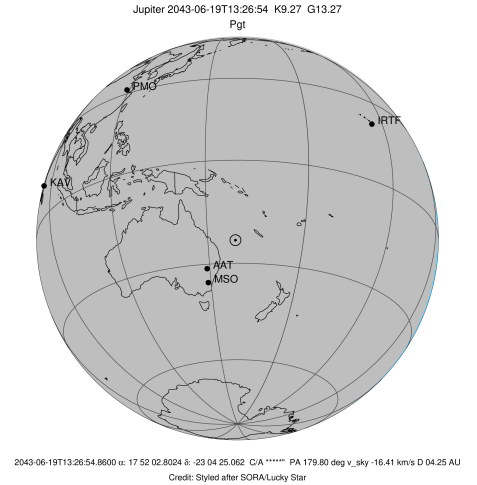 Jupiter 2043-06-19T13:26:54 K9.27 G13.27
Pgt
PMO
IRTF
KAV
AAT
MSO
2043-06-19T13:26:54.8600 α: 17 52 02.8024 δ: -23 04 25.062 C/A *****" PA 179.80 deg v_sky -16.41 km/s D 04.25 AU
Credit: Styled after SORA/Lucky Star